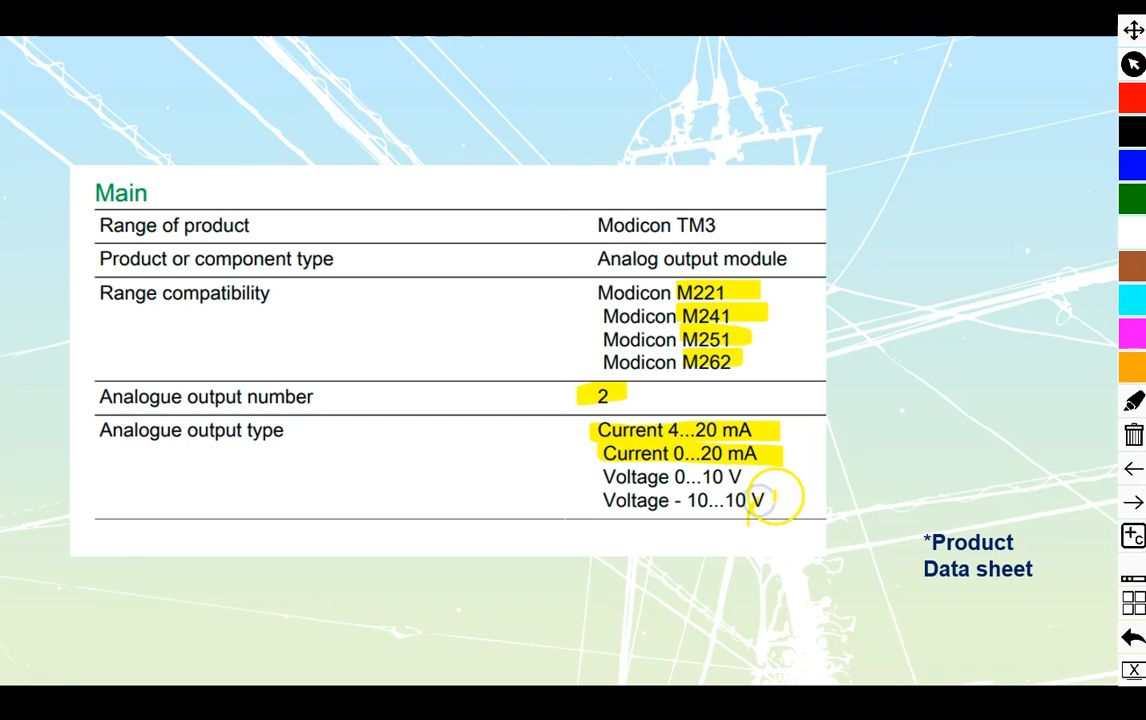 Main
Range of product Modicon TM3
Product or component type Analog output module
Range compatibility Modicon M221
Modicon M241
Modicon M251
Modicon M262
Analogue output number 2
Analogue output type Current 4...20 mA
Current 0...20 mA
Voltage 0...10 V
Voltage - 10...10 V
*Product
Data sheet
+C
X